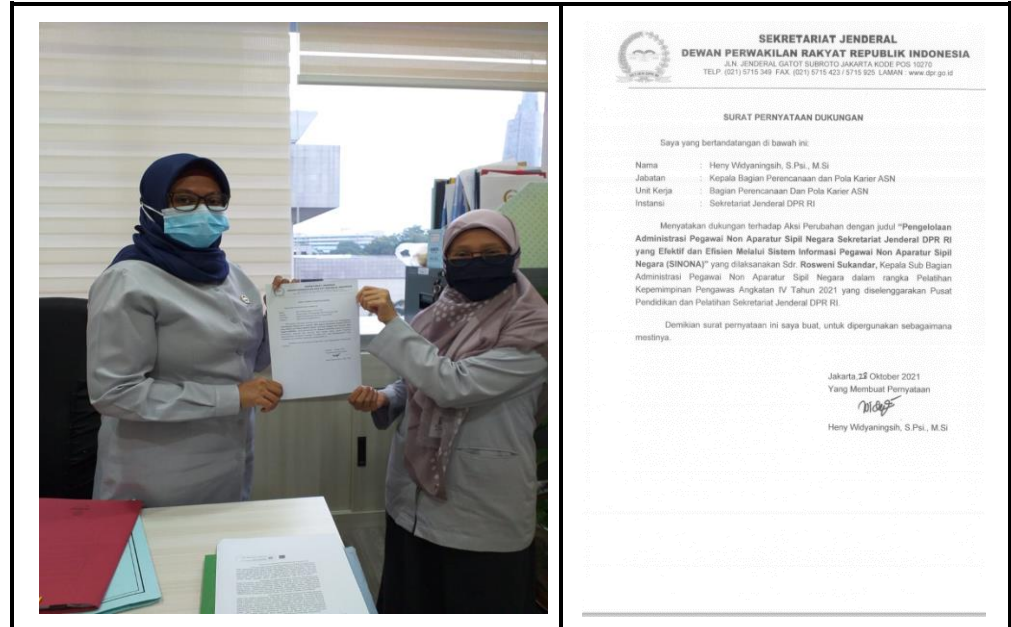 SEKRETARIAT JENDERAL
DEWAN PERWAKILAN RAKYAT REPUBLIK INDONESIA
JLN. JENDERAL GATOT SUBROTO JAKARTA KODE POS 10270
TELP. (021) 5715 349 FAX. (021) 5715 423 / 5715 925 LAMAN : www.dpr.go.id
SURAT PERNYATAAN DUKUNGAN
Saya yang bertandatangan di bawah ini:
Nama : Heny Widyaningsih, S.Psi., M.Si
Jabatan : Kepala Bagian Perencanaan dan Pola Karier ASN
Unit Kerja : Bagian Perencanaan Dan Pola Karier ASN
Instansi : Sekretariat Jenderal DPR RI
Menyatakan dukungan terhadap Aksi Perubahan dengan judul “Pengelolaan
Administrasi Pegawai Non Aparatur Sipil Negara Sekretariat Jenderal DPR RI
yang Efektif dan Efisien Melalui Sistem Informasi Pegawai Non Aparatur Sipil
Negara (SINONA)” yang dilaksanakan Sdr. Rosweni Sukandar, Kepala Sub Bagian
Administrasi Pegawai Non Aparatur Sipil Negara dalam rangka Pelatihan
Kepemimpinan Pengawas Angkatan IV Tahun 2021 yang diselenggarakan Pusat
Pendidikan dan Pelatihan Sekretariat Jenderal DPR RI.
Demikian surat pernyataan ini saya buat, untuk dipergunakan sebagaimana
mestinya.
Jakarta, 28 Oktober 2021
Yang Membuat Pernyataan
Heny Widyaningsih, S.Psi., M.Si